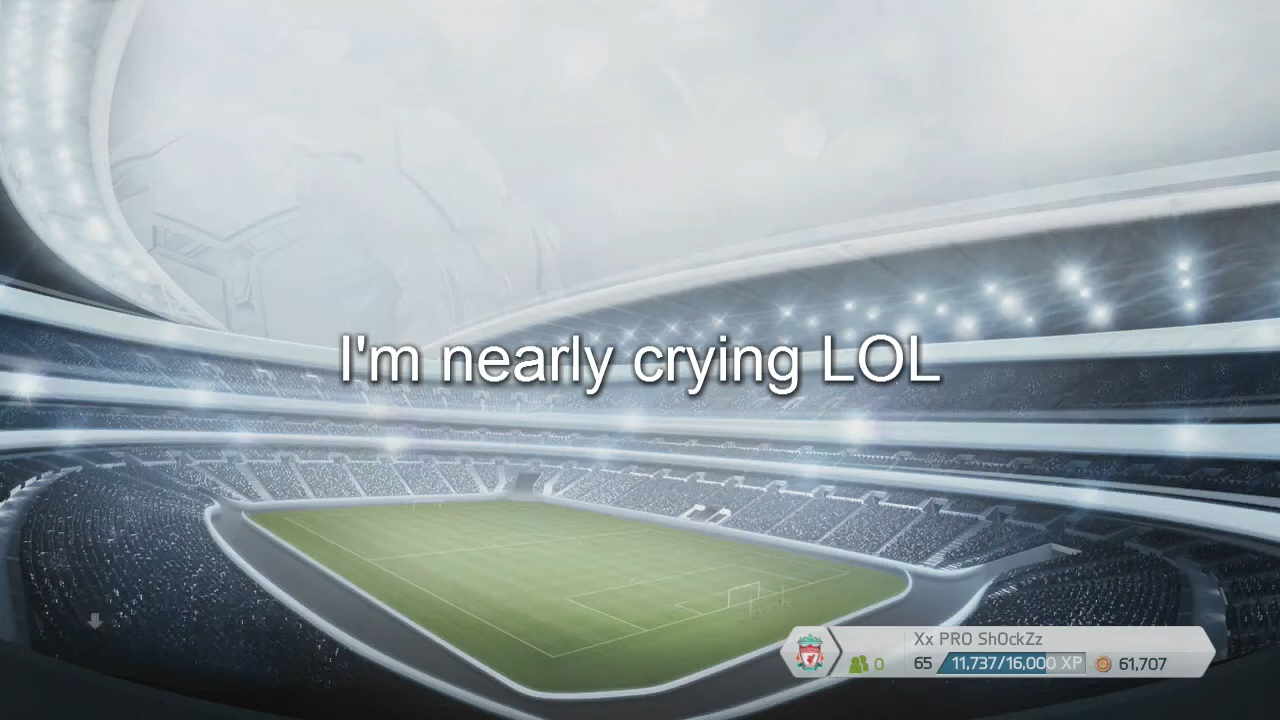 I'm nearly crying LOL
Xx PRO ShOckZz
0 65 11,737/16,000 XP 61,707